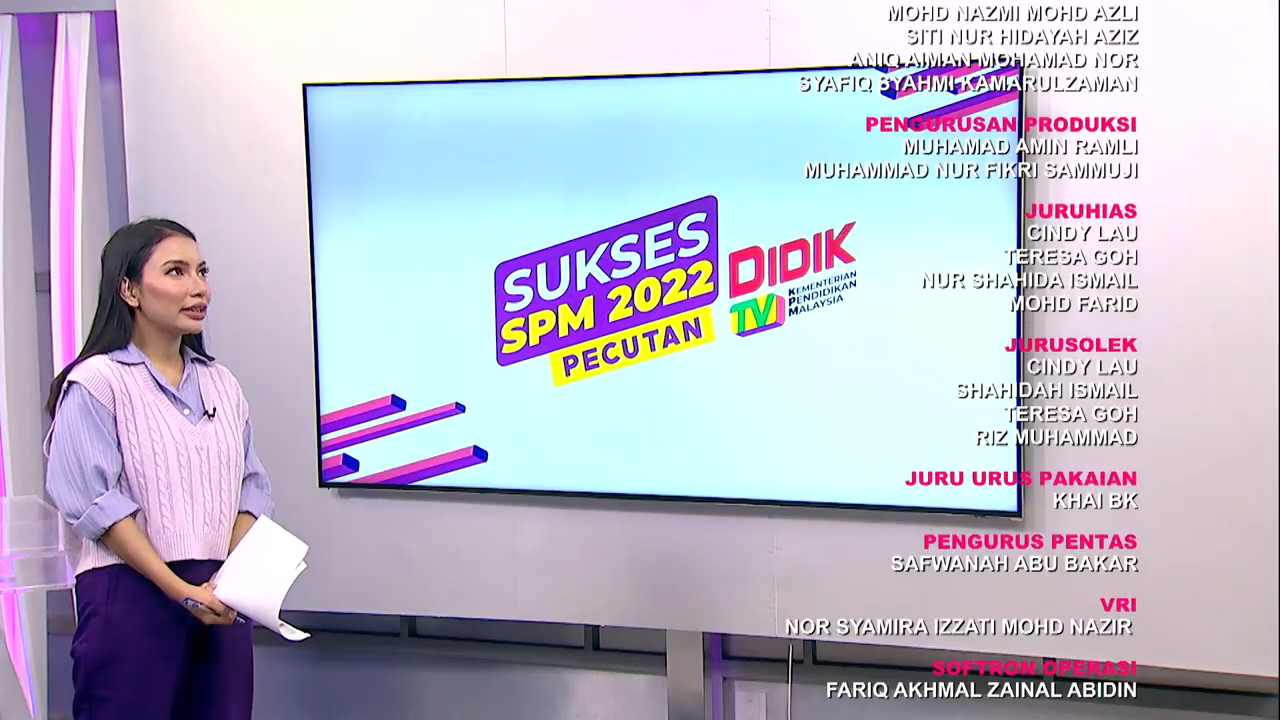 SUKSES
SPM 2022
PECUTAN
DIDIK
TV
KEMENTERIAN
PENDIDIKAN
MALAYSIA
MOHD NAZMI MOHD AZLI
SITI NUR HIDAYAH AZIZ
ANIQ AIMAN MOHAMAD NOR
SYAFIQ SYAHMI KAMARULZAMAN
PENGURUSAN PRODUKSI
MUHAMAD AMIN RAMLI
MUHAMMAD NUR FIKRI SAMMUJI
JURUHIAS
CINDY LAU
TERESA GOH
NUR SHAHIDA ISMAIL
MOHD FARID
JURUSOLEK
CINDY LAU
SHAHIDAH ISMAIL
TERESA GOH
RIZ MUHAMMAD
JURU URUS PAKAIAN
KHAI BK
PENGURUS PENTAS
SAFWANAH ABU BAKAR
VRI
NOR SYAMIRA IZZATI MOHD NAZIR
SOFTRON OPERASI
FARIQ AKHMAL ZAINAL ABIDIN